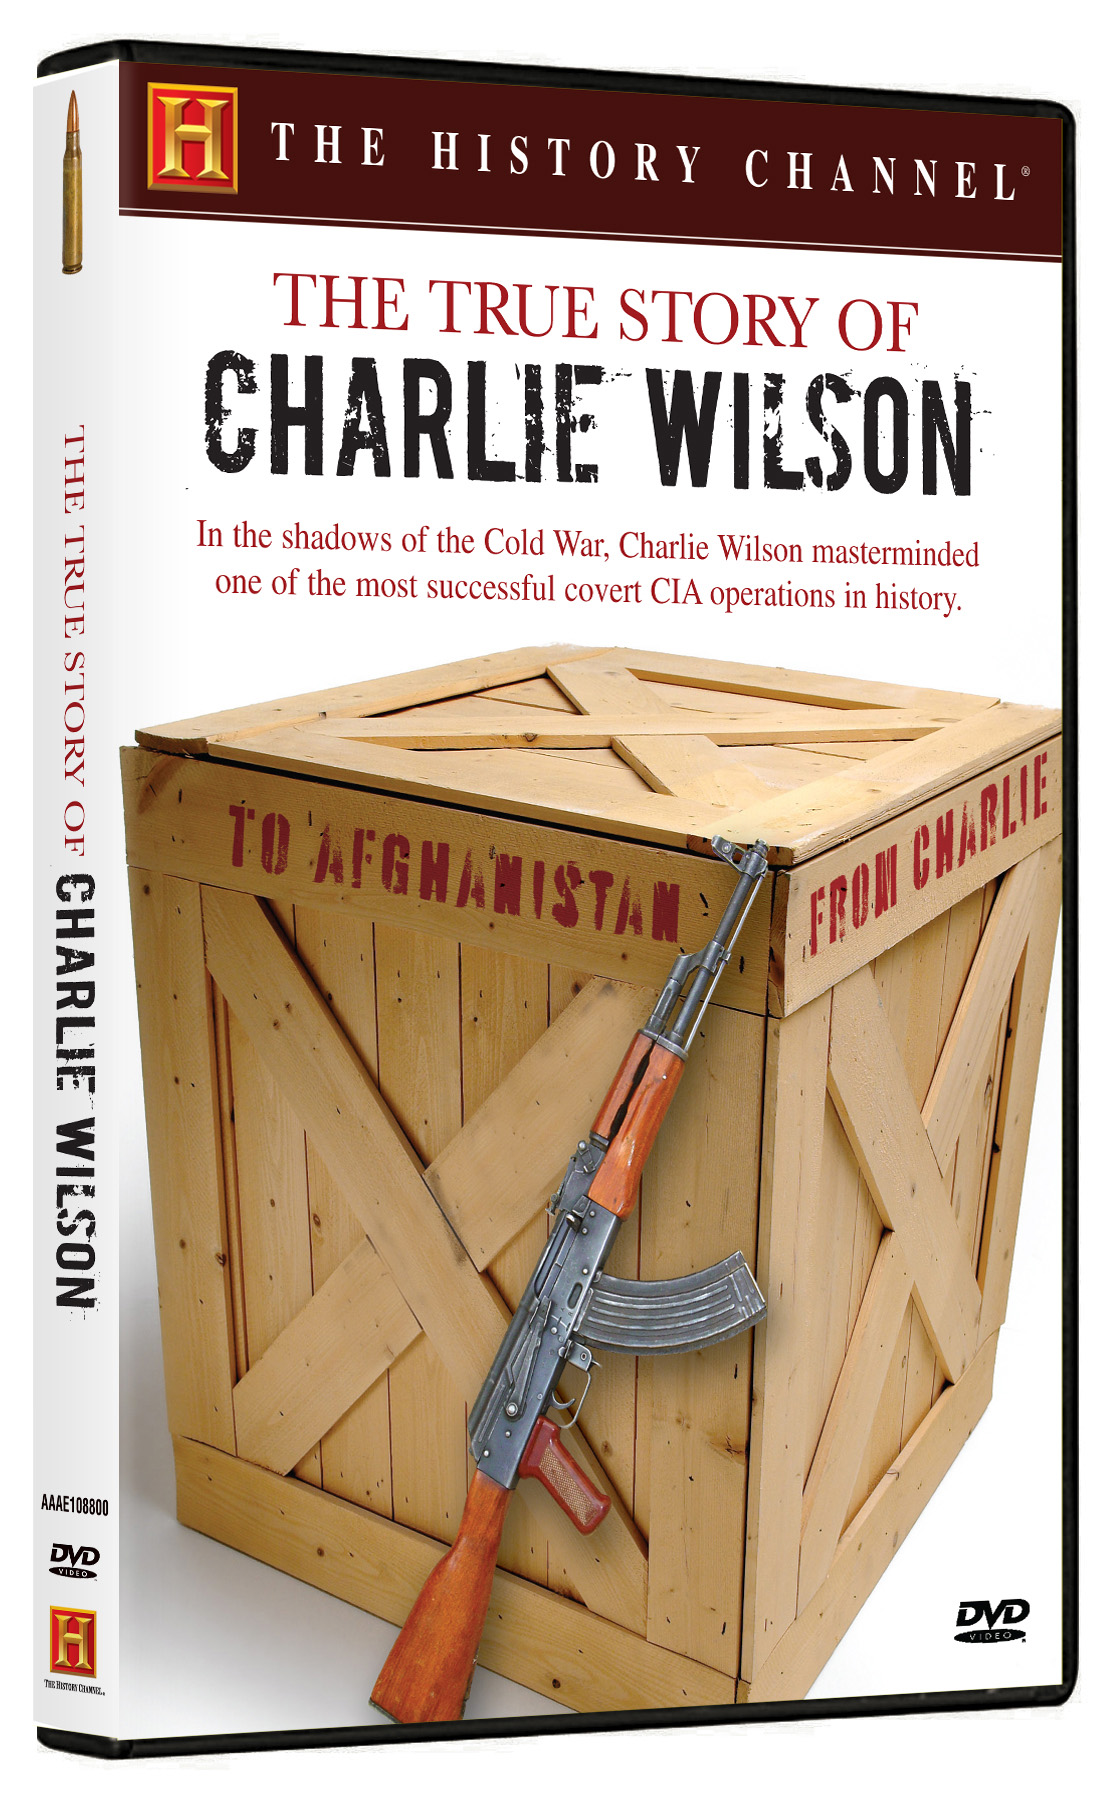 H THE HISTORY CHANNEL®
THE TRUE STORY OF
CHARLIE WILSON
In the shadows of the Cold War, Charlie Wilson masterminded
one of the most successful covert CIA operations in history.
TO AFGHANISTAN
FROM CHARLIE
DVD
VIDEO
THE TRUE STORY OF CHARLIE WILSON
AAAE108800
DVD
VIDEO
H
THE HISTORY CHANNEL.